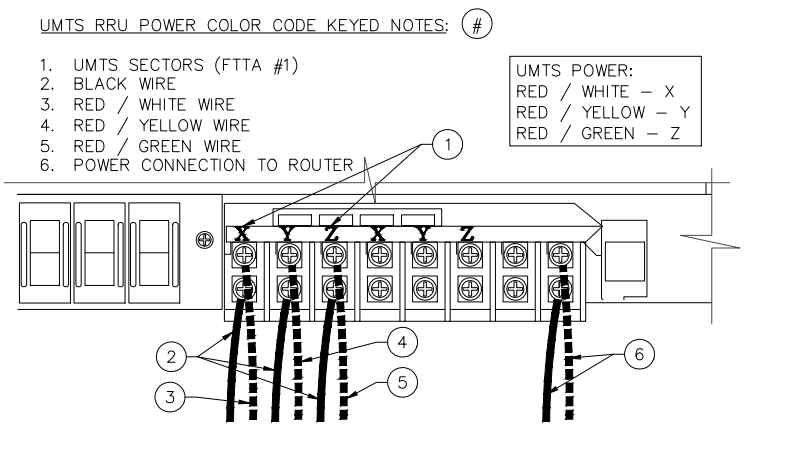 UMTS RRU POWER COLOR CODE KEYED NOTES: #
1. UMTS SECTORS (FTTA #1)
2. BLACK WIRE
3. RED / WHITE WIRE
4. RED / YELLOW WIRE
5. RED / GREEN WIRE
6. POWER CONNECTION TO ROUTER
UMTS POWER:
RED / WHITE – X
RED / YELLOW – Y
RED / GREEN – Z
1
X Y Z X Y Z
2
4
6
3
5